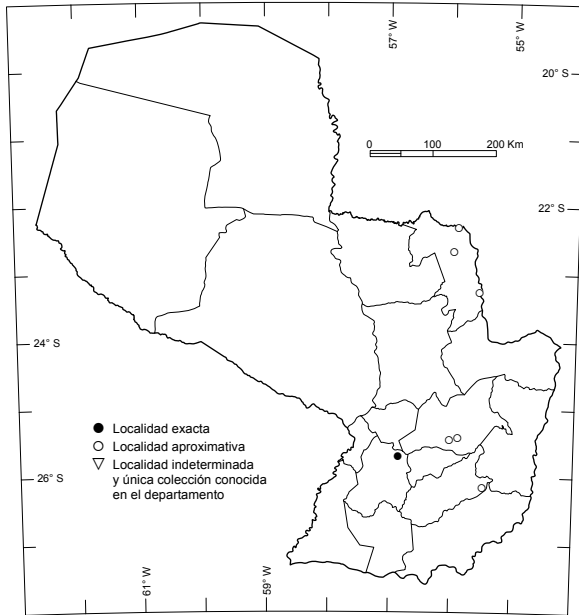 57° W
55° W
20° S
0 100 200 Km
22° S
24° S
Localidad exacta
Localidad aproximativa
Localidad indeterminada
y única colección conocida
en el departamento
26° S
61° W
59° W